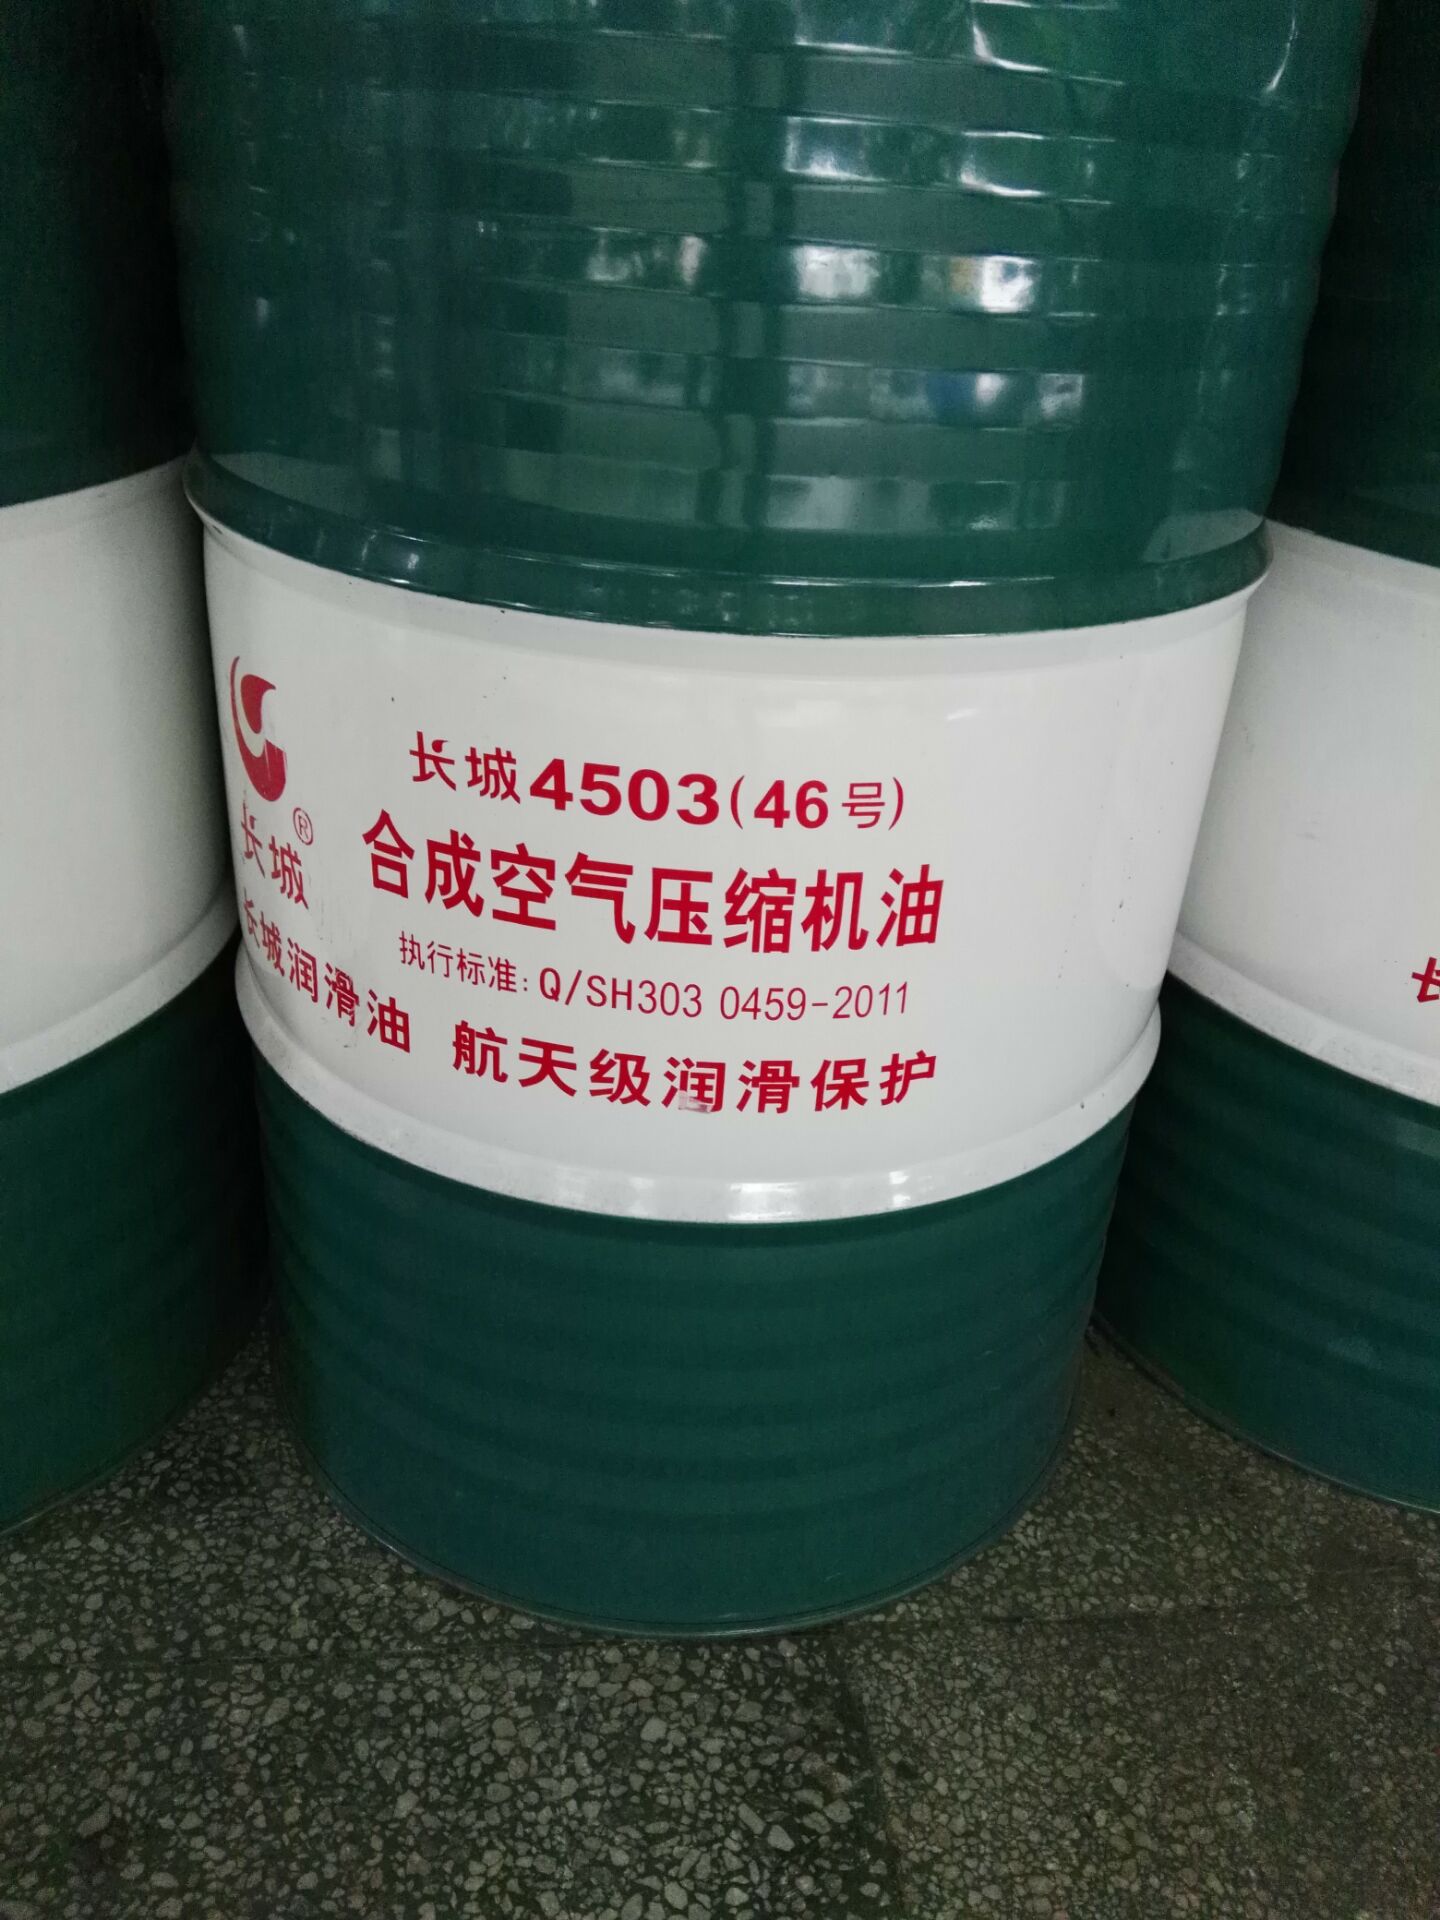 长城4503(46号)
合成空气压缩机油
执行标准:Q/SH303 0459-2011
®
长城
长城润滑油 航天级润滑保护
长